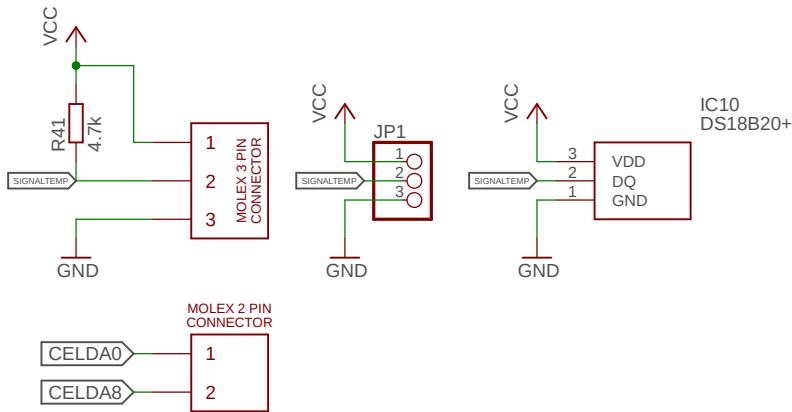 VCC
R41
4.7k
SIGNALTEMP
GND
1
2
3
MOLEX 3 PIN
CONNECTOR
VCC
JP1
1
2
3
SIGNALTEMP
GND
VCC
IC10
DS18B20+
3
2
1
VDD
DQ
GND
SIGNALTEMP
GND
MOLEX 2 PIN
CONNECTOR
CELDA0
1
CELDA8
2